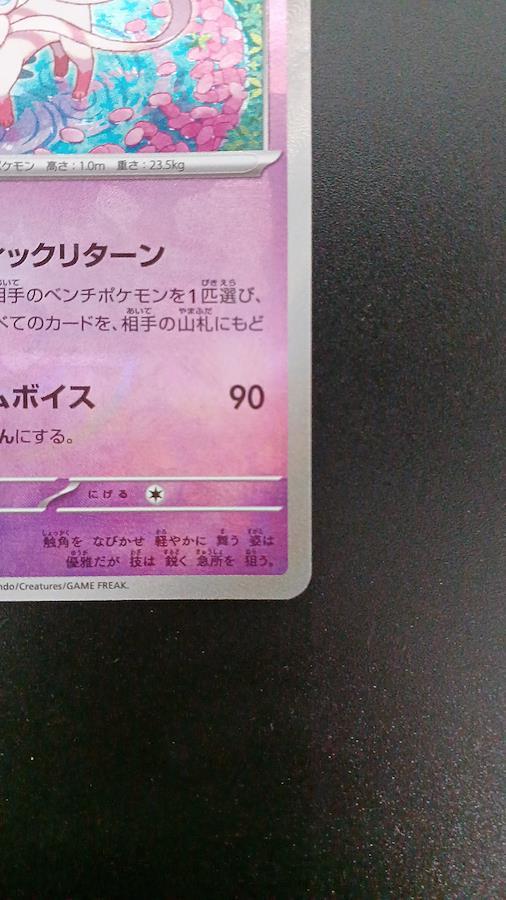 ポケモン 高さ:1.0m 重さ:23.5kg
ックリターン
相手のベンチポケモンを1匹選び、
べてのカードを、相手の山札にもど
ムボイス 90
んにする。
にげる
触角を なびかせ 軽やかに 舞う 姿は
優雅だが 技は 鋭く 急所を 狙う。
ndo/Creatures/GAME FREAK.